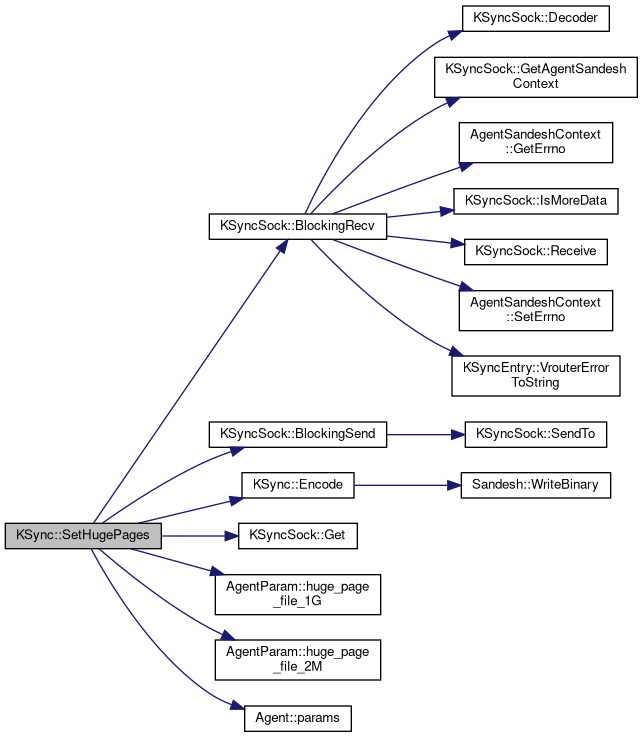 KSyncSock::Decoder
KSyncSock::GetAgentSandesh
Context
AgentSandeshContext
::GetErrno
KSyncSock::IsMoreData
KSyncSock::BlockingRecv
KSyncSock::Receive
AgentSandeshContext
::SetErrno
KSyncEntry::VrouterError
ToString
KSyncSock::BlockingSend
KSyncSock::SendTo
KSync::Encode
Sandesh::WriteBinary
KSync::SetHugePages
KSyncSock::Get
AgentParam::huge_page
_file_1G
AgentParam::huge_page
_file_2M
Agent::params